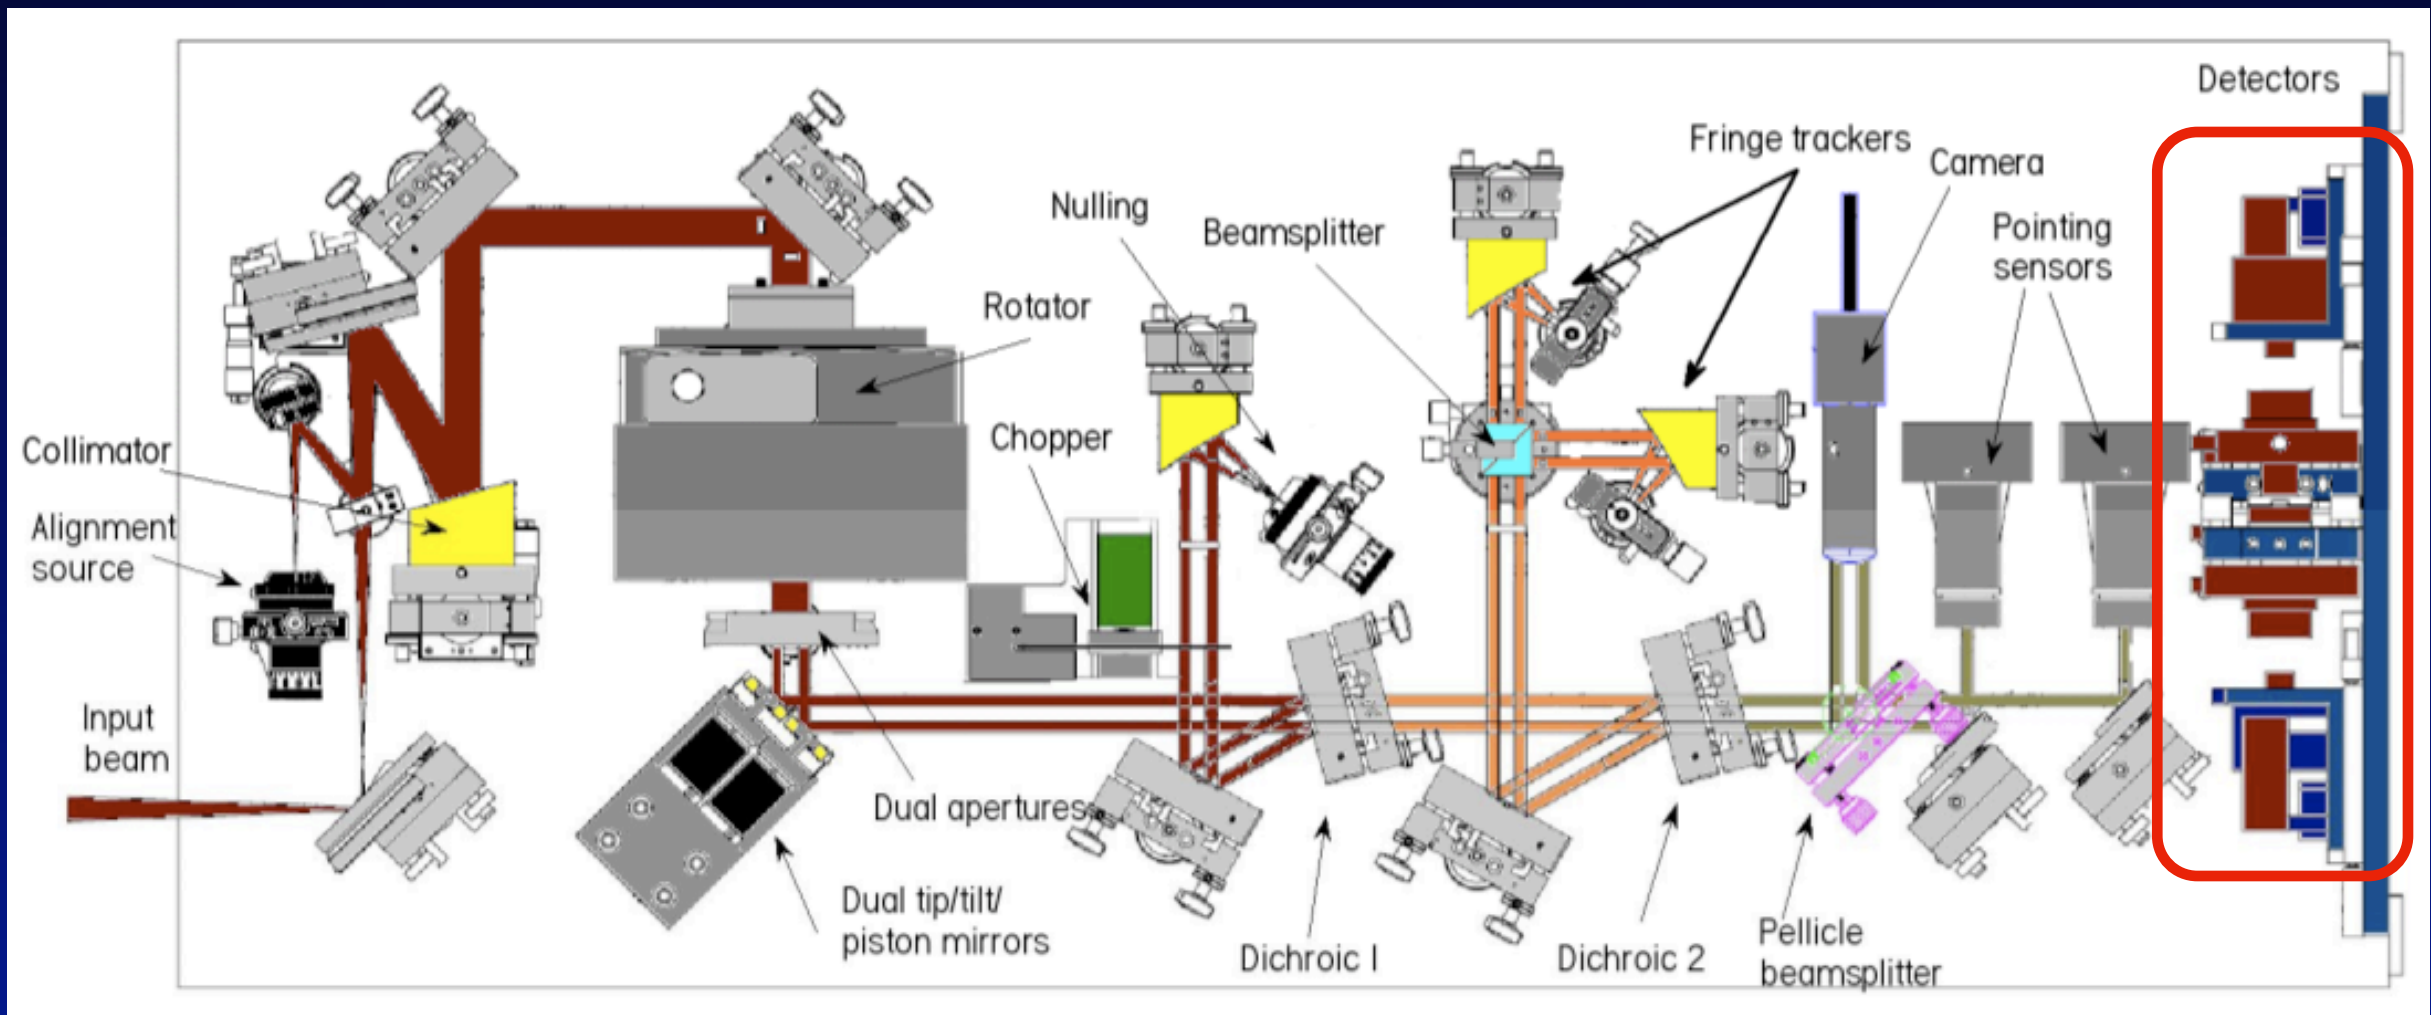 Detectors
Fringe trackers
Camera
Nulling
Beamsplitter
Pointing
sensors
Rotator
Collimator
Chopper
Alignment
source
Input
beam
Dual apertures
Dual tip/tilt/
piston mirrors
Dichroic 1
Dichroic 2
Pellicle
beamsplitter